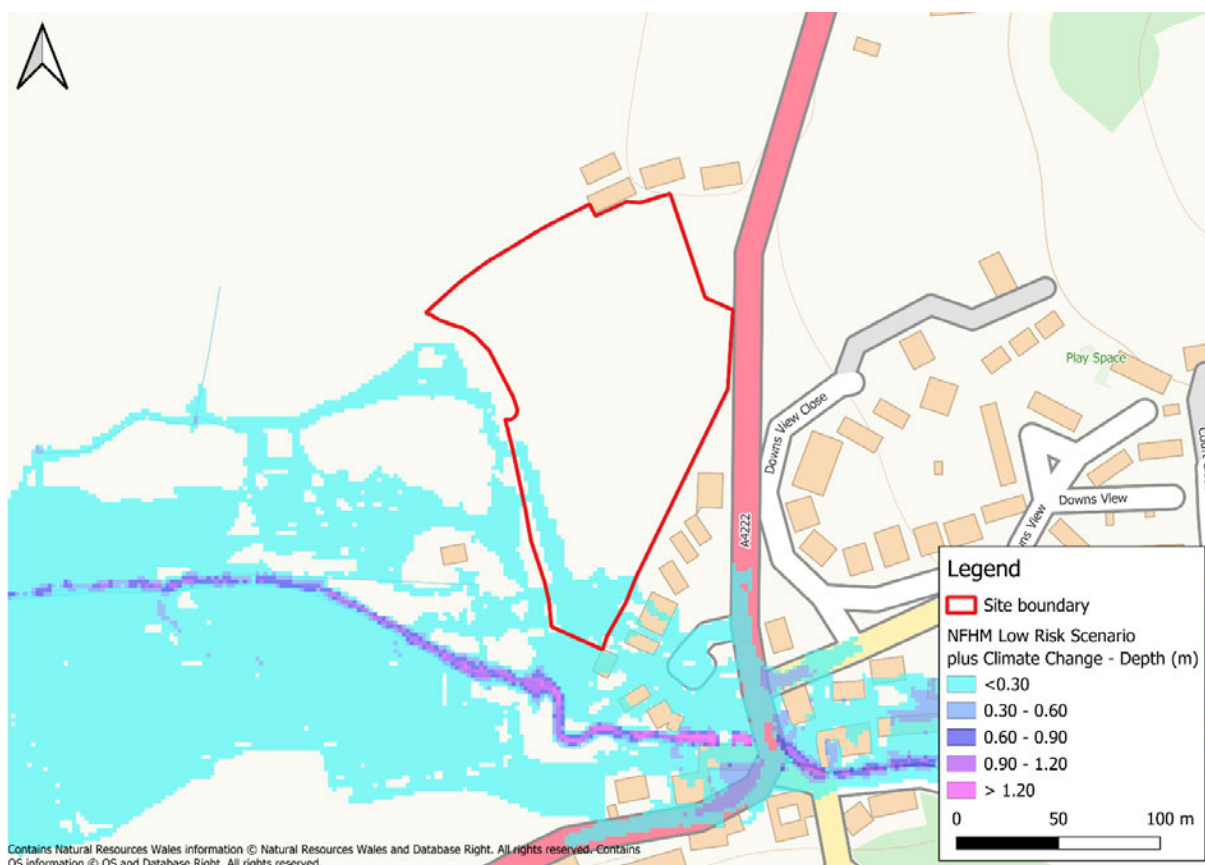 Play Space
Downs View Close
Downs View
A4222
Legend
Site boundary
NFHM Low Risk Scenario
plus Climate Change - Depth (m)
<0.30
0.30 - 0.60
0.60 - 0.90
0.90 - 1.20
> 1.20
0 50 100 m
Contains Natural Resources Wales information © Natural Resources Wales and Database Right. All rights reserved. Contains
OS information © OS and Database Right. All rights reserved